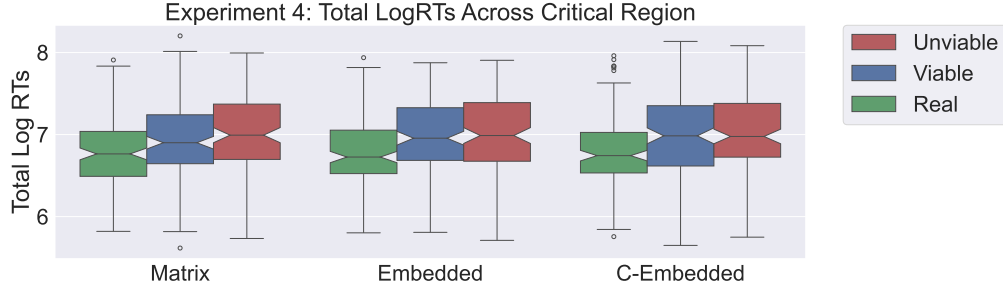 Experiment 4: Total LogRTs Across Critical Region
Total Log RTs
8
7
6
Matrix
Embedded
C-Embedded
Unviable
Viable
Real